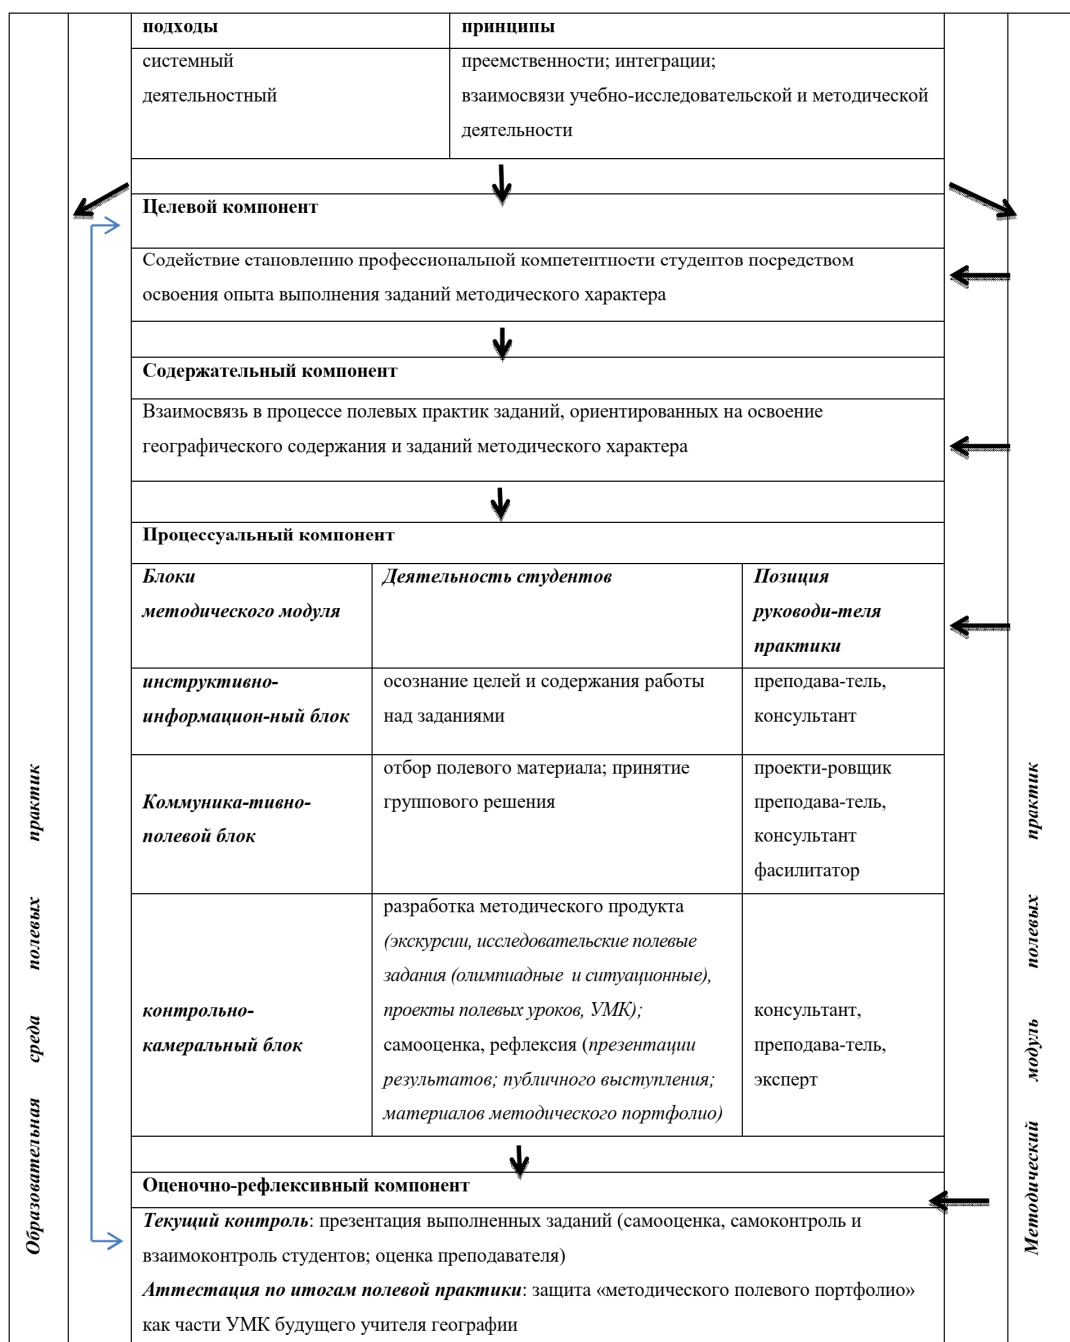 подходы
принципы
системный
деятельностный
преемственности; интеграции;
взаимосвязи учебно-исследовательской и методической
деятельности
Целевой компонент
Содействие становлению профессиональной компетентности студентов посредством
освоения опыта выполнения заданий методического характера
Содержательный компонент
Взаимосвязь в процессе полевых практик заданий, ориентированных на освоение
географического содержания и заданий методического характера
Процессуальный компонент
Блоки
методического модуля
Деятельность студентов
Позиция
руководи-теля
практики
инструктивно-
информацион-ный блок
осознание целей и содержания работы
над заданиями
преподава-тель,
консультант
Коммуника-тивно-
полевой блок
отбор полевого материала; принятие
группового решения
проекти-ровщик
преподава-тель,
консультант
фасилитатор
контрольно-
камеральный блок
разработка методического продукта
(экскурсии, исследовательские полевые
задания (олимпиадные и ситуационные),
проекты полевых уроков, УМК);
самооценка, рефлексия (презентации
результатов; публичного выступления;
материалов методического портфолио)
консультант,
преподава-тель,
эксперт
Оценочно-рефлексивный компонент
Текущий контроль: презентация выполненных заданий (самооценка, самоконтроль и
взаимоконтроль студентов; оценка преподавателя)
Аттестация по итогам полевой практики: защита «методического полевого портфолио»
как части УМК будущего учителя географии
Образовательная среда полевых практик
Методический модуль полевых практик